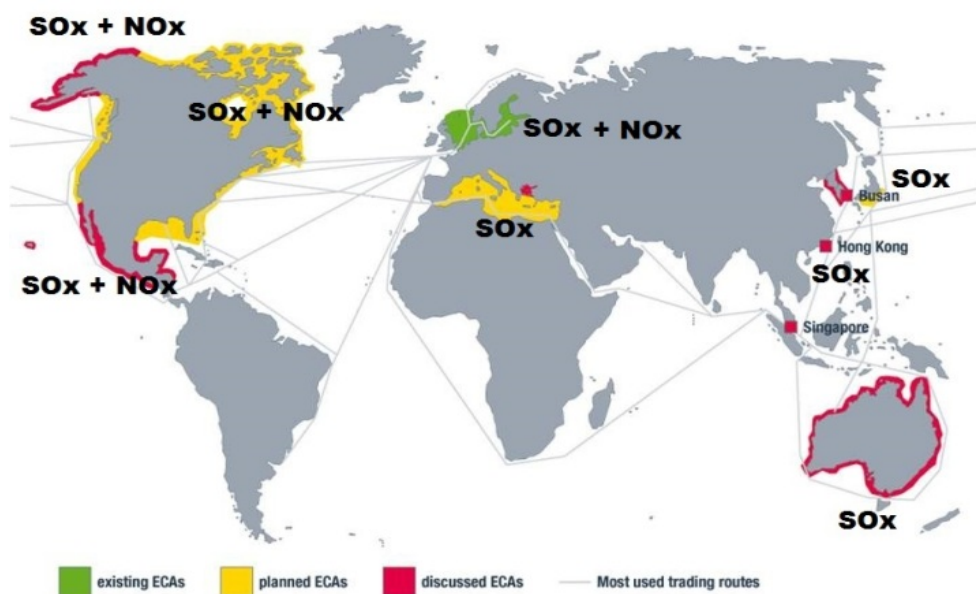 SOx + NOx
SOx + NOx
SOx + NOx
SOx
Busan
SOx
Hong Kong
SOx + NOx
SOx
Singapore
SOx
existing ECAs
planned ECAs
discussed ECAs
Most used trading routes